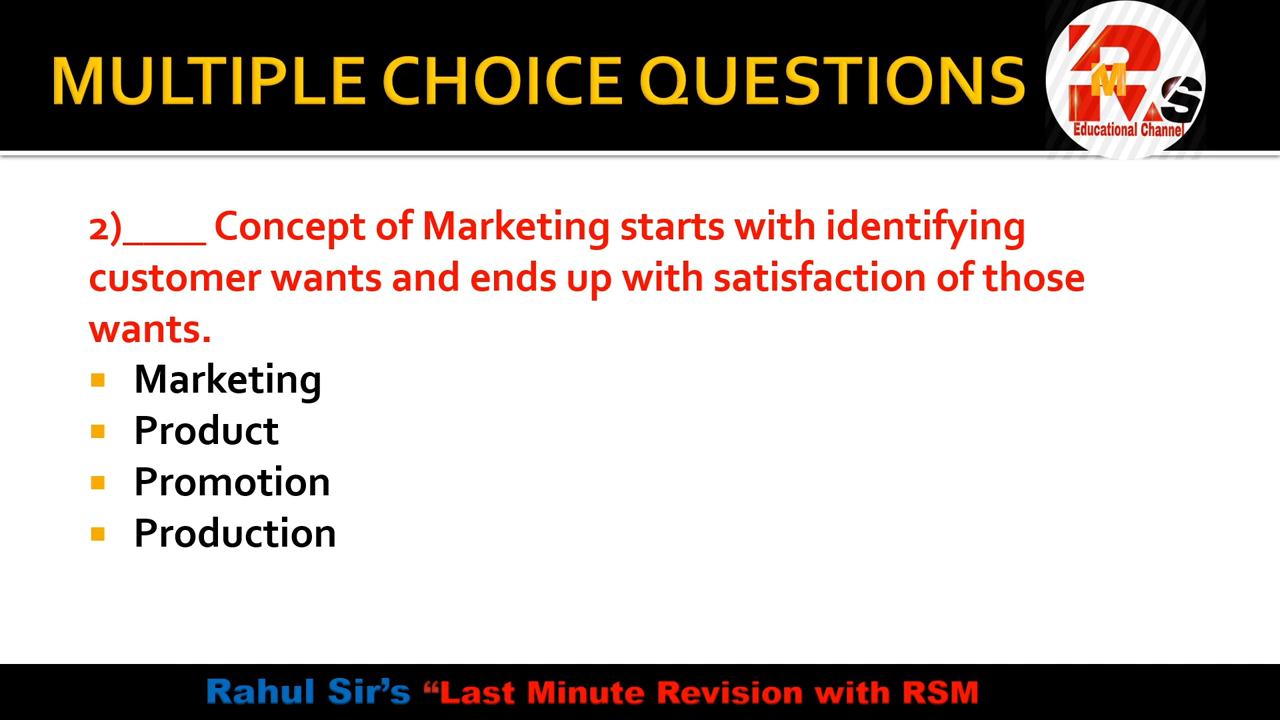 MULTIPLE CHOICE QUESTIONS
RMS
Educational Channel
2)____ Concept of Marketing starts with identifying
customer wants and ends up with satisfaction of those
wants.
Marketing
Product
Promotion
Production
Rahul Sir's “Last Minute Revision with RSM